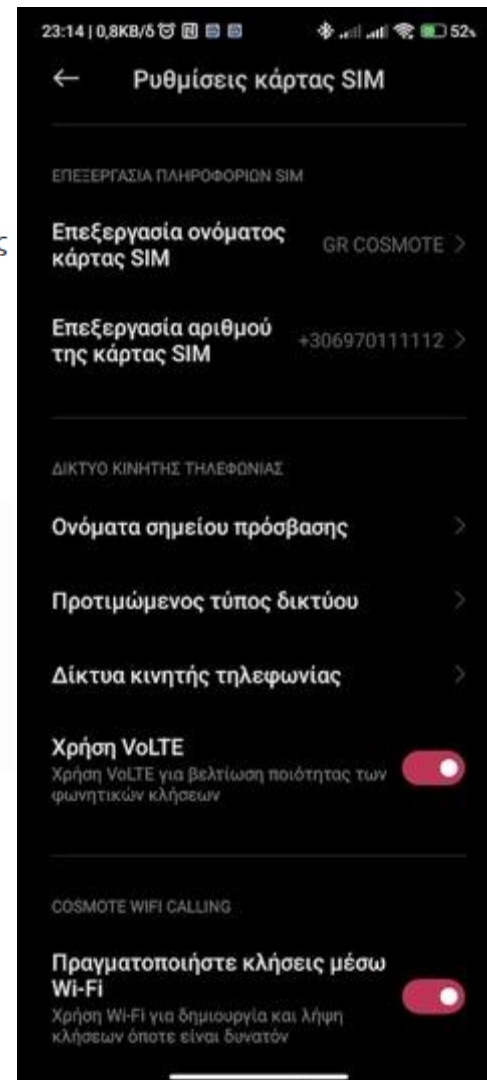 23:14 | 0,8KB/δ 52%
Ρυθμίσεις κάρτας SIM
ΕΠΕΞΕΡΓΑΣΙΑ ΠΛΗΡΟΦΟΡΙΩΝ SIM
Επεξεργασία ονόματος
κάρτας SIM
GR COSMOTE
ς
Επεξεργασία αριθμού
της κάρτας SIM
+306970111112
ΔΙΚΤΥΟ ΚΙΝΗΤΗΣ ΤΗΛΕΦΩΝΙΑΣ
Ονόματα σημείου πρόσβασης
Προτιμώμενος τύπος δικτύου
Δίκτυα κινητής τηλεφωνίας
Χρήση VoLTE
Χρήση VoLTE για βελτίωση ποιότητας των
φωνητικών κλήσεων
COSMOTE WIFI CALLING
Πραγματοποιήστε κλήσεις μέσω
Wi-Fi
Χρήση Wi-Fi για δημιουργία και λήψη
κλήσεων όποτε είναι δυνατόν